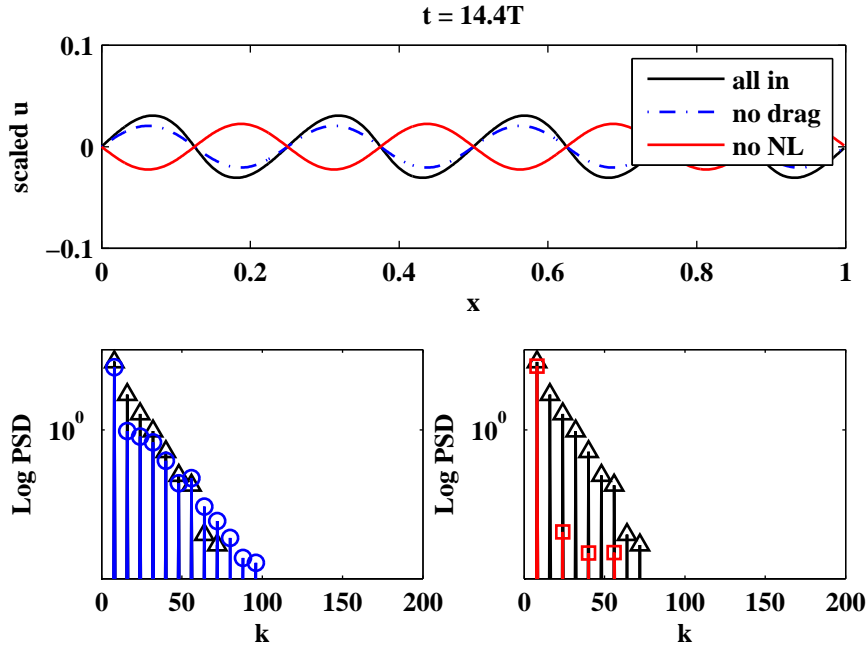 t = 14.4T
scaled u
0.1
0
−0.1
all in
no drag
no NL
0 0.2 0.4 0.6 0.8 1
x
Log PSD
10^0
0 50 100 150 200
k
Log PSD
10^0
0 50 100 150 200
k